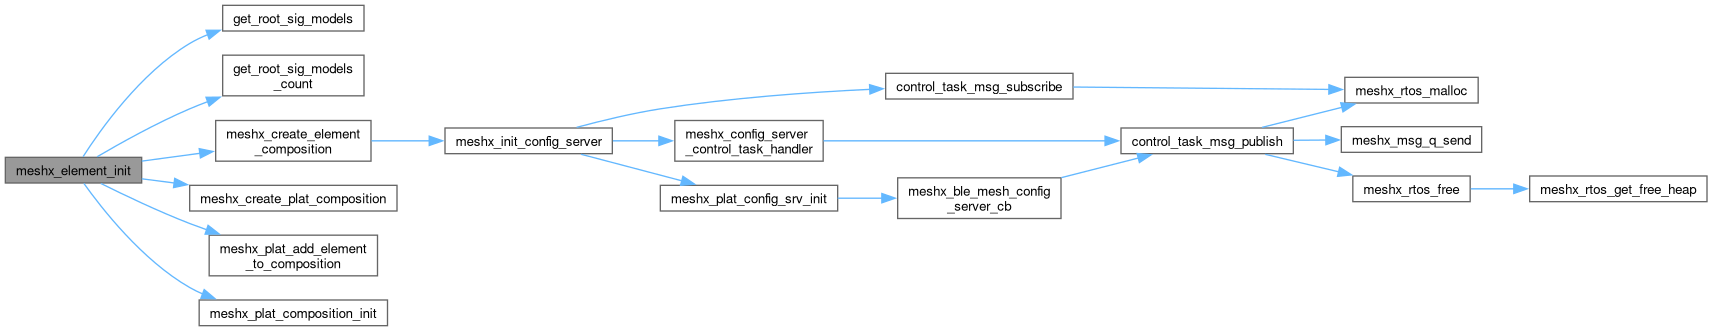 meshx_element_init
get_root_sig_models
get_root_sig_models
_count
meshx_create_element
_composition
meshx_create_plat_composition
meshx_plat_add_element
_to_composition
meshx_plat_composition_init
meshx_init_config_server
control_task_msg_subscribe
meshx_config_server
_control_task_handler
meshx_plat_config_srv_init
meshx_ble_mesh_config
_server_cb
control_task_msg_publish
meshx_rtos_malloc
meshx_msg_q_send
meshx_rtos_free
meshx_rtos_get_free_heap